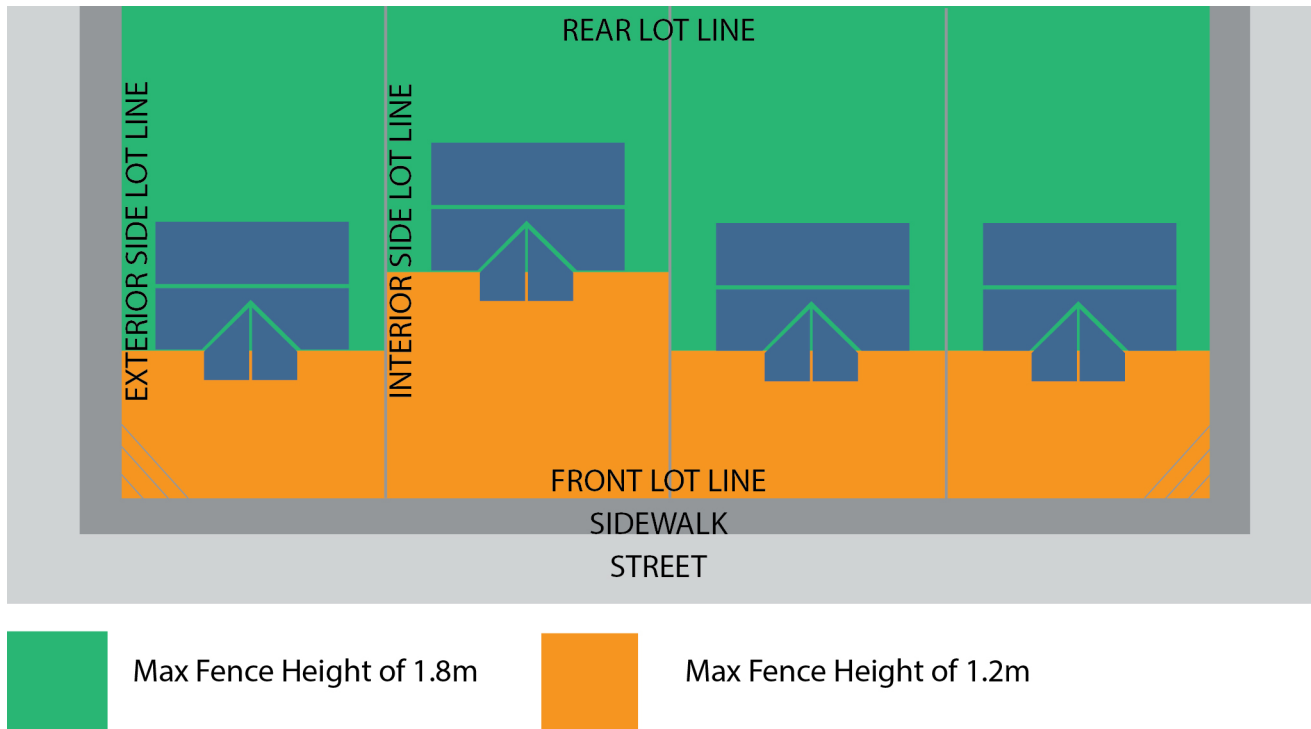 REAR LOT LINE
EXTERIOR SIDE LOT LINE
INTERIOR SIDE LOT LINE
FRONT LOT LINE
SIDEWALK
STREET
Max Fence Height of 1.8m
Max Fence Height of 1.2m